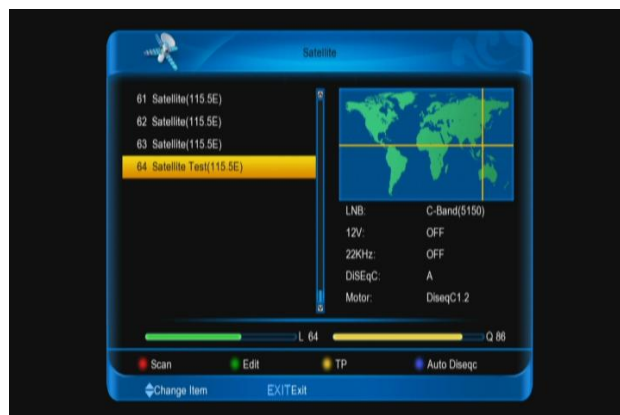 Satellite
61 Satellite(115.5E)
62 Satellite(115.5E)
63 Satellite(115.5E)
64 Satellite Test(115.5E)
LNB: C-Band(5150)
12V: OFF
22KHz: OFF
DiSEqC: A
Motor: DiseqC1.2
L 64 Q 86
Scan Edit TP Auto Diseqc
Change Item EXITExit